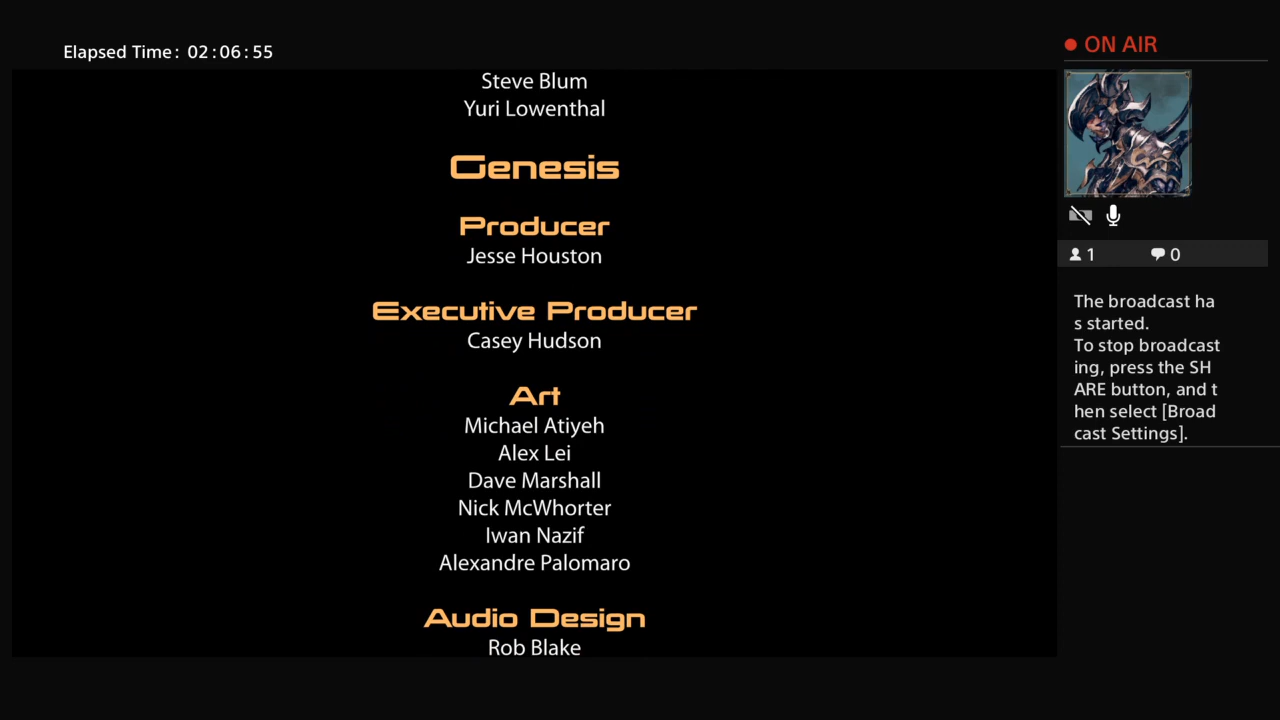 Elapsed Time: 02:06:55
Steve Blum
Yuri Lowenthal
Genesis
Producer
Jesse Houston
Executive Producer
Casey Hudson
Art
Michael Atiyeh
Alex Lei
Dave Marshall
Nick McWhorter
Iwan Nazif
Alexandre Palomaro
Audio Design
Rob Blake
ON AIR
1
0
The broadcast ha
s started.
To stop broadcast
ing, press the SH
ARE button, and t
hen select [Broad
cast Settings].